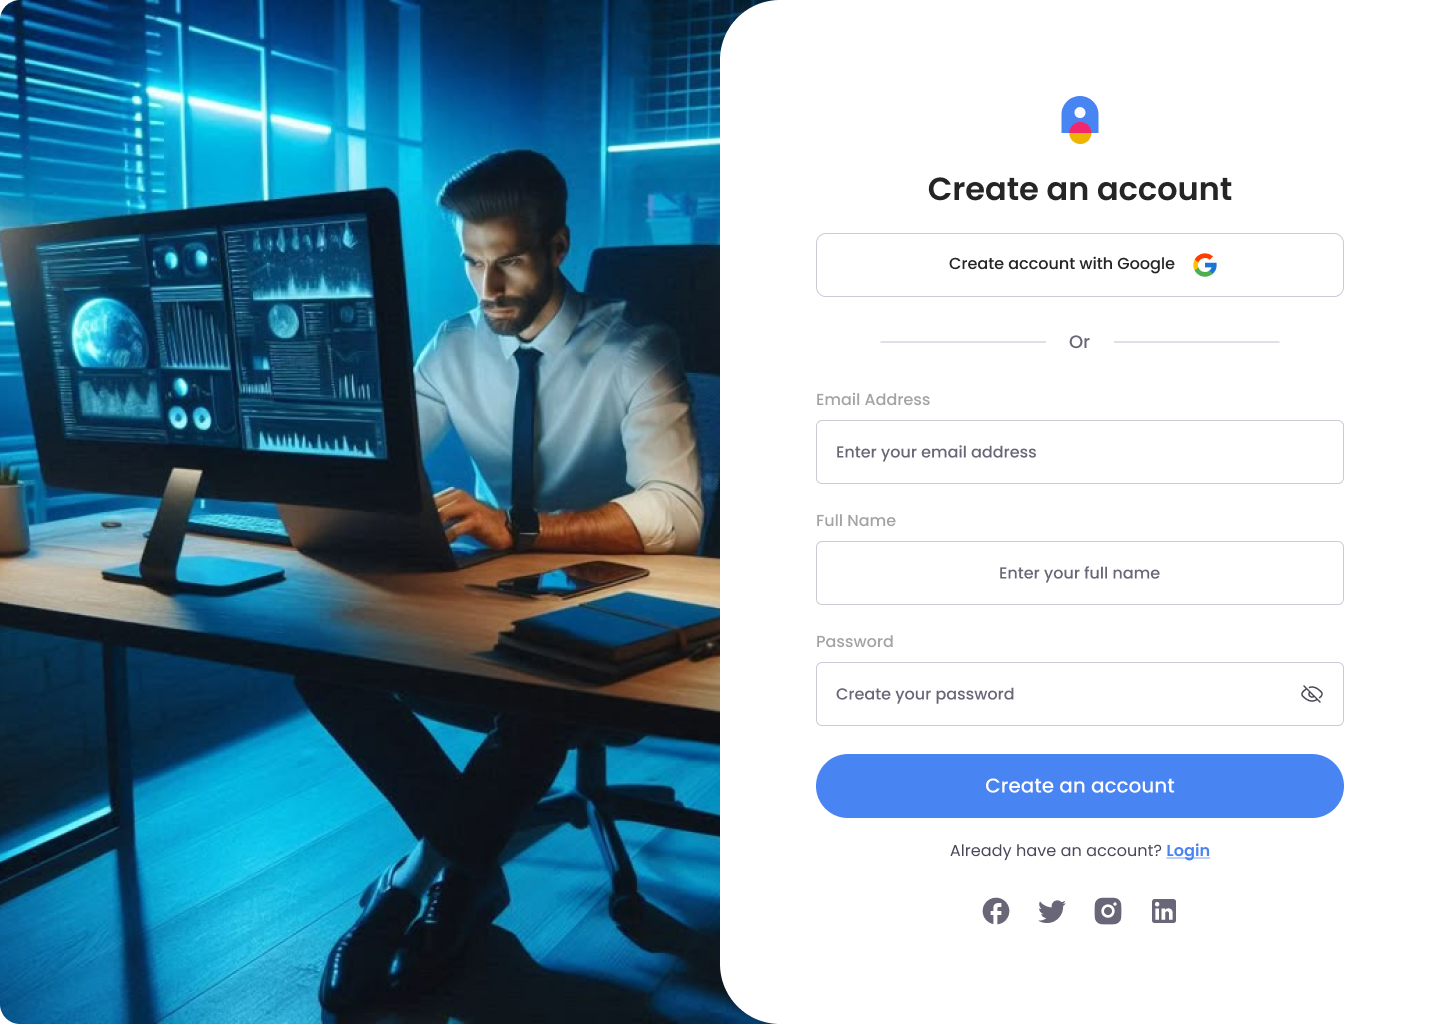 Create an account
Create account with Google
Or
Email Address
Enter your email address
Full Name
Enter your full name
Password
Create your password
Create an account
Already have an account? Login